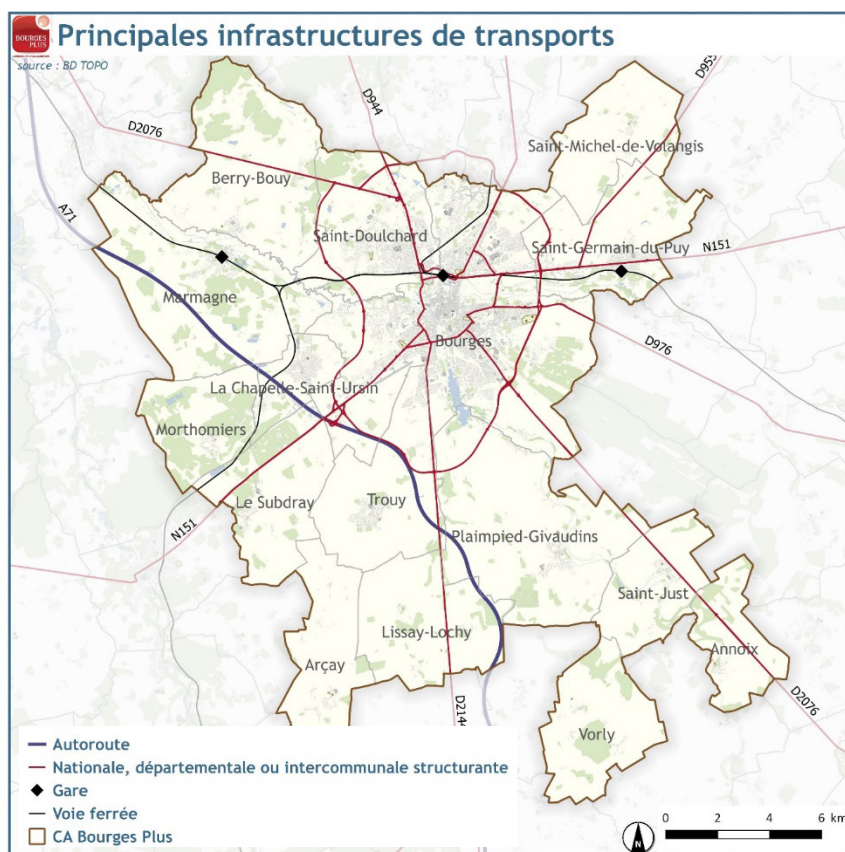 BOURGES
PLUS
Principales infrastructures de transports
source : BD TOPO
D944
D955
D2076
Saint-Michel-de-Volangis
Berry-Bouy
A71
Saint-Doulchard
Saint-Germain-du-Puy
N151
Marmagne
Bourges
D976
La Chapelle-Saint-Ursin
Morthomiers
Le Subdray
Trouy
N151
Plaimpied-Givaudins
Saint-Just
Lissay-Lochy
Annoix
Arçay
D2076
D2144
Vorly
Autoroute
Nationale, départementale ou intercommunale structurante
Gare
Voie ferrée
CA Bourges Plus
N
0 2 4 6 km